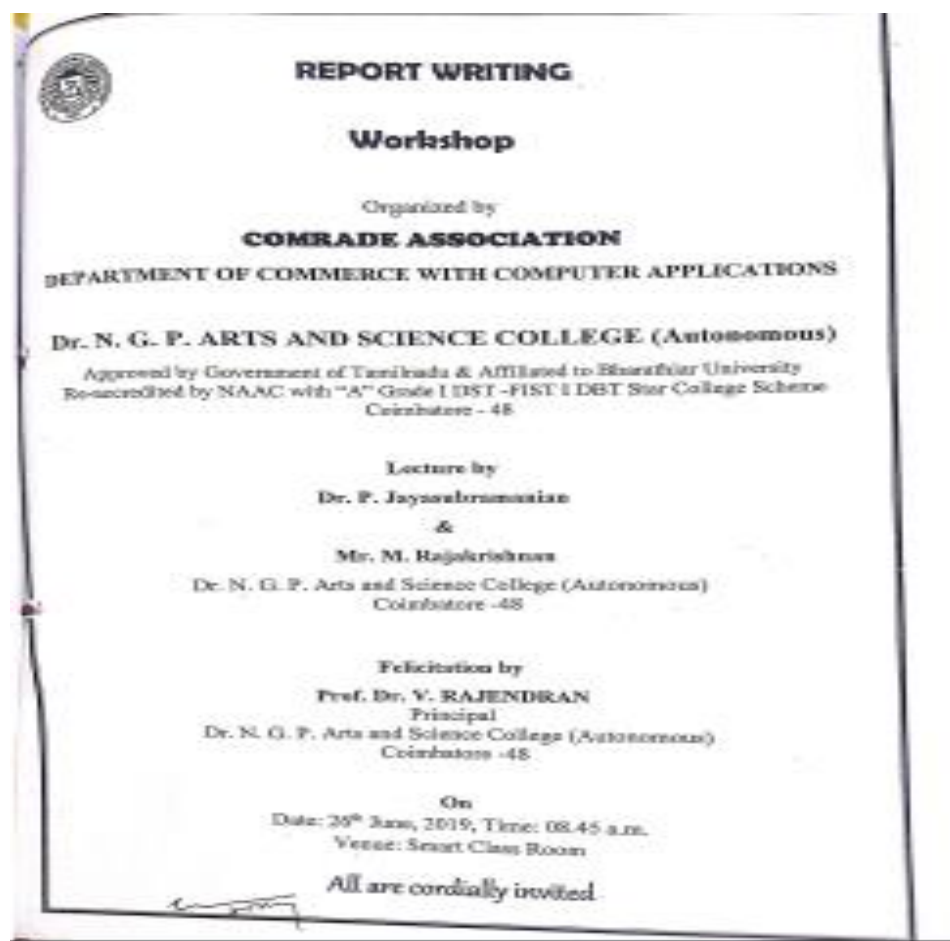 REPORT WRITING
Workshop
Organized by
COMRADE ASSOCIATION
DEPARTMENT OF COMMERCE WITH COMPUTER APPLICATIONS
Dr. N. G. P. ARTS AND SCIENCE COLLEGE (Autonomous)
Approved by Government of Tamilnadu & Affiliated to Bharathiar University
Re-accredited by NAAC with "A" Grade I DST -FIST I DBT Star College Scheme
Coimbatore - 48
Lecture by
Dr. P. Jayasubramanian
&
Mr. M. Rajakrishnan
Dr. N. G. P. Arts and Science College (Autonomous)
Coimbatore -48
Felicitation by
Prof. Dr. V. RAJENDRAN
Principal
Dr. N. G. P. Arts and Science College (Autonomous)
Coimbatore -48
On
Date: 26th June, 2019, Time: 08.45 a.m.
Venue: Smart Class Room
All are cordially invited